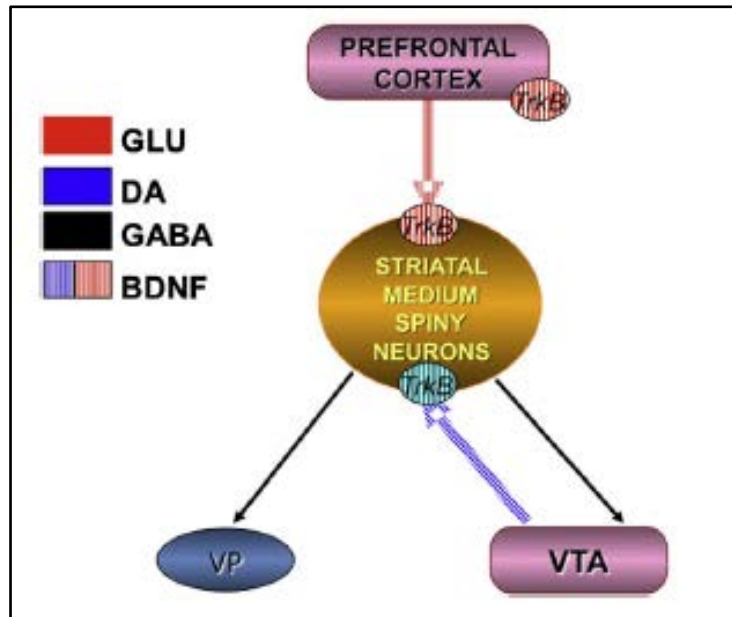 PREFRONTAL
CORTEX
TrkB
GLU
DA
GABA
BDNF
TrkB
STRIATAL
MEDIUM
SPINY
NEURONS
TrkB
VP
VTA